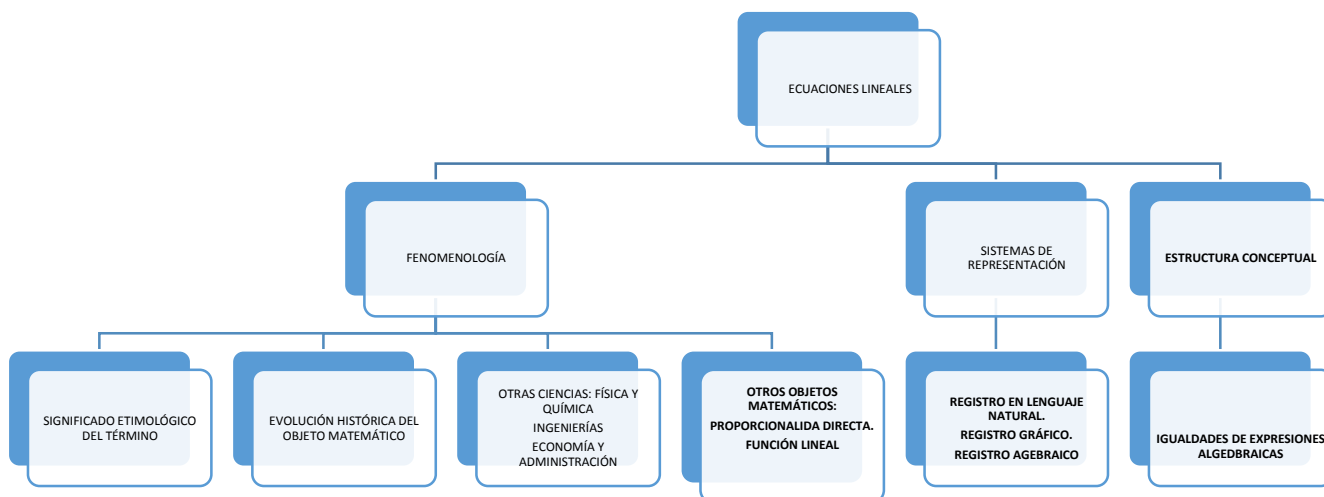 ECUACIONES LINEALES
FENOMENOLOGÍA
SISTEMAS DE
REPRESENTACIÓN
ESTRUCTURA CONCEPTUAL
SIGNIFICADO ETIMOLÓGICO
DEL TÉRMINO
EVOLUCIÓN HISTÓRICA DEL
OBJETO MATEMÁTICO
OTRAS CIENCIAS: FÍSICA Y
QUÍMICA
INGENIERÍAS
ECONOMÍA Y
ADMINISTRACIÓN
OTROS OBJETOS
MATEMÁTICOS:
PROPORCIONALIDA DIRECTA.
FUNCIÓN LINEAL
REGISTRO EN LENGUAJE
NATURAL.
REGISTRO GRÁFICO.
REGISTRO AGEBRAICO
IGUALDADES DE EXPRESIONES
ALGEDBRAICAS